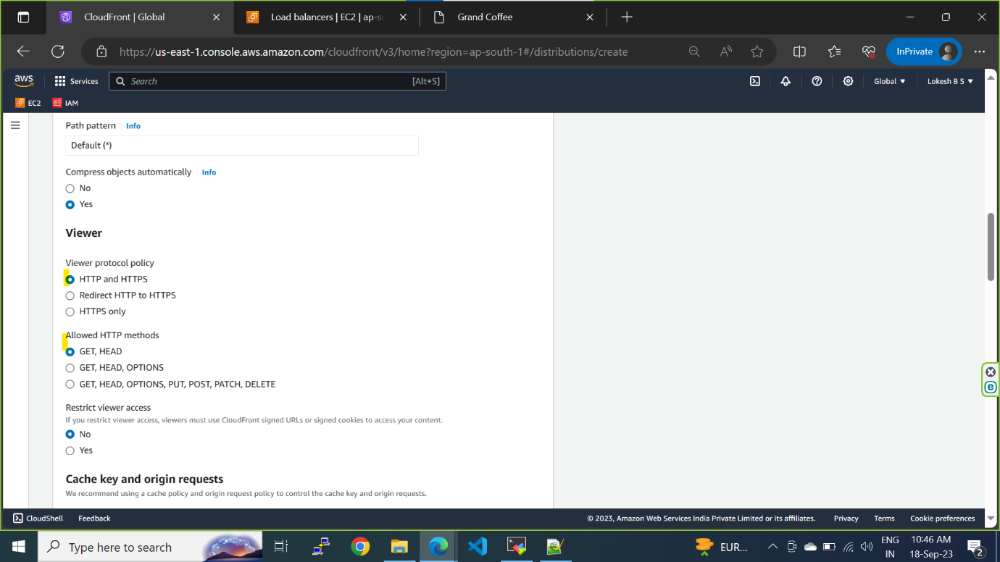 CloudFront | Global
Load balancers | EC2 | ap-s
Grand Coffee
https://us-east-1.console.aws.amazon.com/cloudfront/v3/home?region=ap-south-1#/distributions/create
InPrivate
aws
Services
Search
[Alt+S]
Global
Lokesh B S
EC2
IAM
Path pattern
Info
Default (*)
Compress objects automatically
Info
No
Yes
Viewer
Viewer protocol policy
HTTP and HTTPS
Redirect HTTP to HTTPS
HTTPS only
Allowed HTTP methods
GET, HEAD
GET, HEAD, OPTIONS
GET, HEAD, OPTIONS, PUT, POST, PATCH, DELETE
Restrict viewer access
If you restrict viewer access, viewers must use CloudFront signed URLs or signed cookies to access your content.
No
Yes
Cache key and origin requests
We recommend using a cache policy and origin request policy to control the cache key and origin requests.
CloudShell
Feedback
© 2023, Amazon Web Services India Private Limited or its affiliates.
Privacy
Terms
Cookie preferences
Type here to search
EUR...
ENG
IN
10:46 AM
18-Sep-23
2